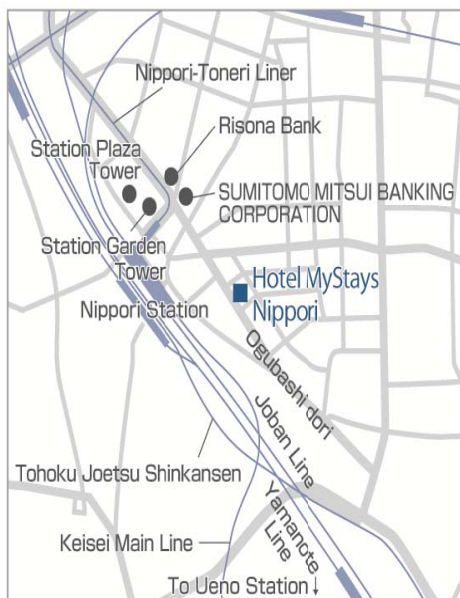 Nippori-Toneri Liner
Risona Bank
Station Plaza
Tower
SUMITOMO MITSUI BANKING
CORPORATION
Station Garden
Tower
Hotel MyStays
Nippori
Nippori Station
Ogubashi dori
Joban Line
Tohoku Joetsu Shinkansen
Yamanote
Line
Keisei Main Line
To Ueno Station↓